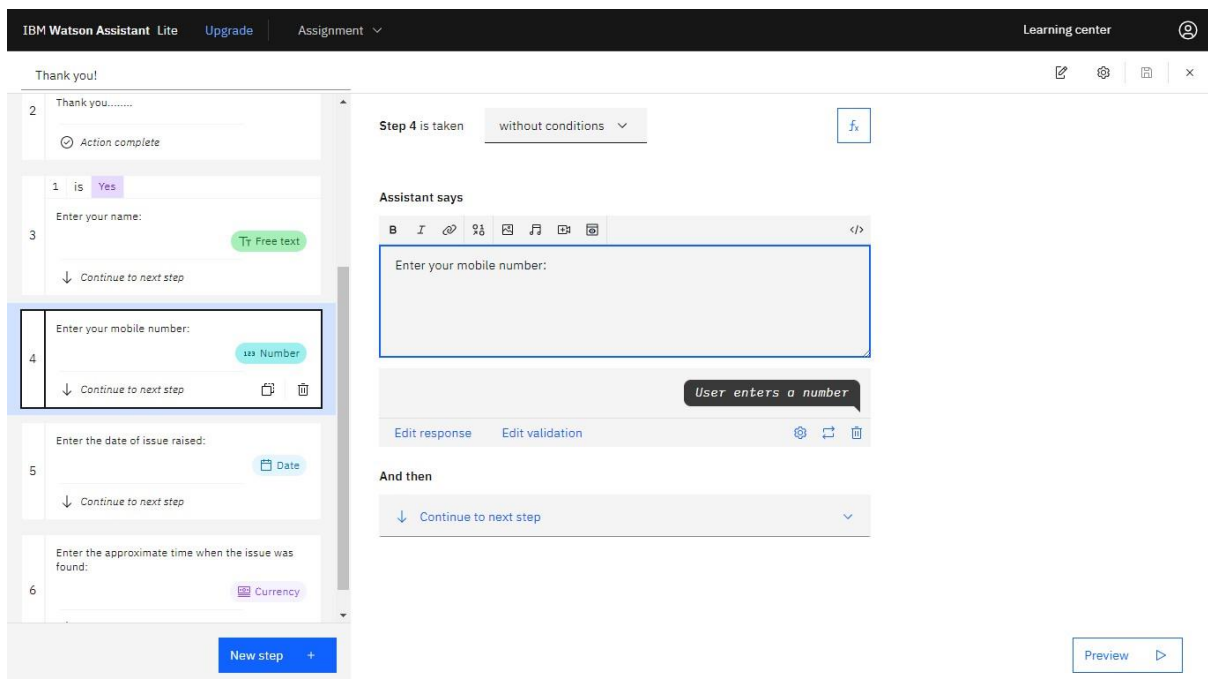 IBM Watson Assistant Lite Upgrade Assignment Learning center
Thank you!
2 Thank you........
Action complete
1 is Yes
3 Enter your name:
Tт Free text
Continue to next step
4 Enter your mobile number:
123 Number
Continue to next step
5 Enter the date of issue raised:
Date
Continue to next step
6 Enter the approximate time when the issue was
found:
Currency
New step +
Step 4 is taken without conditions fx
Assistant says
B I </>
Enter your mobile number:
User enters a number
Edit response Edit validation
And then
Continue to next step
Preview